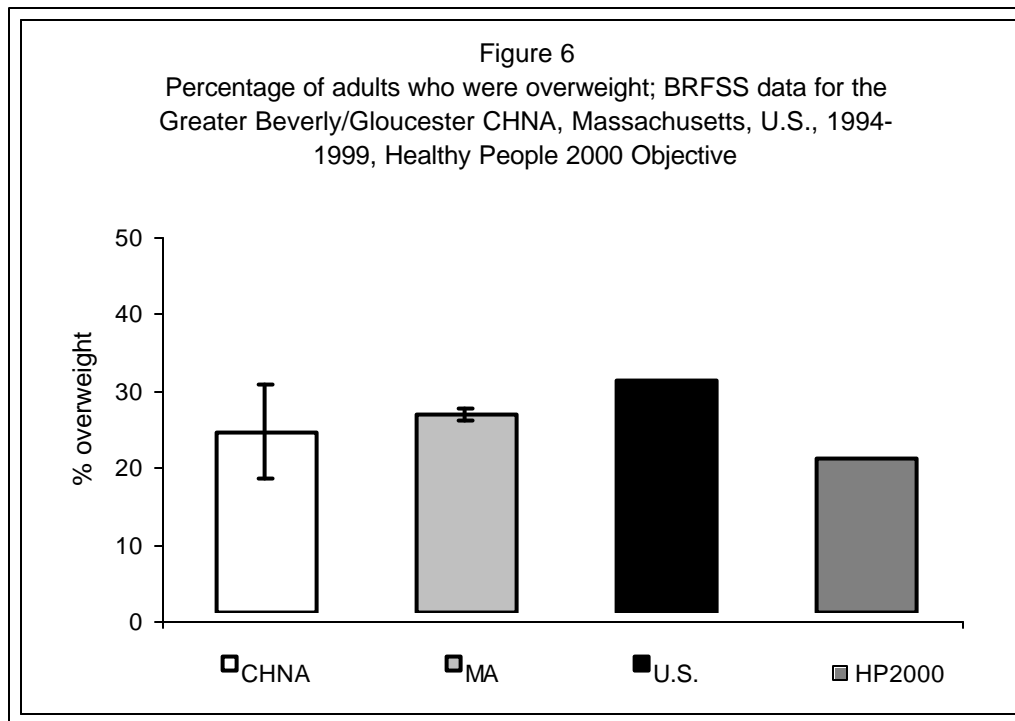 Figure 6
Percentage of adults who were overweight; BRFSS data for the
Greater Beverly/Gloucester CHNA, Massachusetts, U.S., 1994-
1999, Healthy People 2000 Objective
50
40
30
20
10
0
% overweight
CHNA MA U.S. HP2000